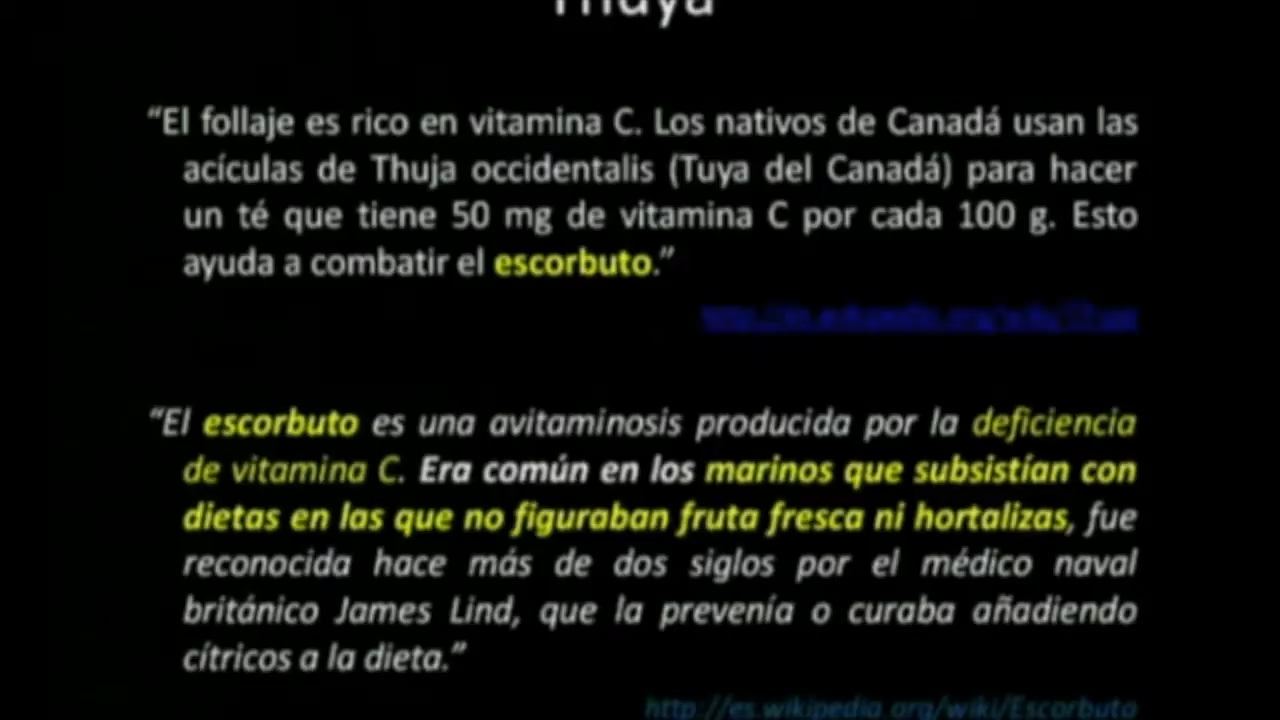 Thuya
“El follaje es rico en vitamina C. Los nativos de Canadá usan las
acículas de Thuja occidentalis (Tuya del Canadá) para hacer
un té que tiene 50 mg de vitamina C por cada 100 g. Esto
ayuda a combatir el escorbuto.”
“El escorbuto es una avitaminosis producida por la deficiencia
de vitamina C. Era común en los marinos que subsistían con
dietas en las que no figuraban fruta fresca ni hortalizas, fue
reconocida hace más de dos siglos por el médico naval
británico James Lind, que la prevenía o curaba añadiendo
cítricos a la dieta.”
http://es.wikipedia.org/wiki/Escorbuto